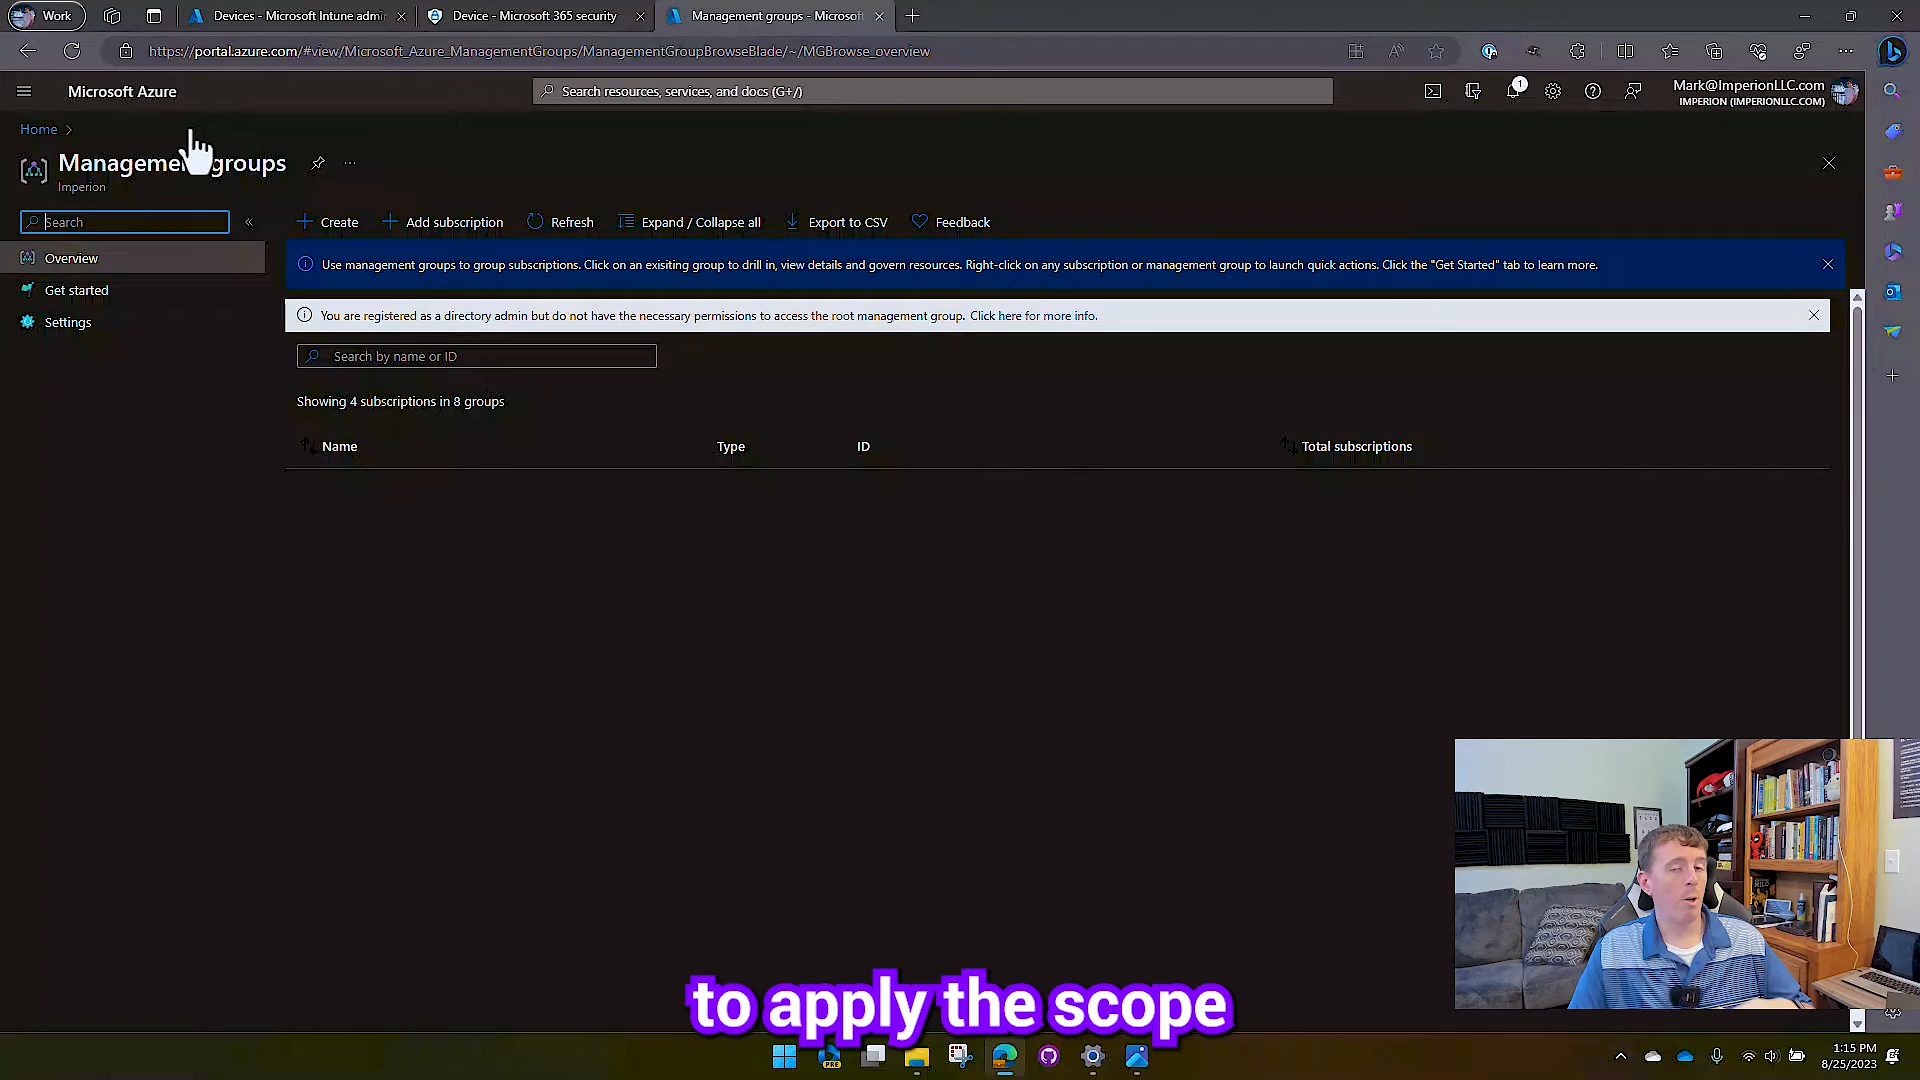 Work
Devices - Microsoft Intune admi
Device - Microsoft 365 security
Management groups - Microsoft
https://portal.azure.com/#view/Microsoft_Azure_ManagementGroups/ManagementGroupBrowseBlade/~/MGBrowse_overview
Microsoft Azure
Search resources, services, and docs (G+/)
1
Mark@ImperionLLC.com
IMPERION (IMPERIONLLC.COM)
Home
Management groups
Imperion
Search
Create
Add subscription
Refresh
Expand / Collapse all
Export to CSV
Feedback
Overview
Get started
Settings
Use management groups to group subscriptions. Click on an exisiting group to drill in, view details and govern resources. Right-click on any subscription or management group to launch quick actions. Click the "Get Started" tab to learn more.
You are registered as a directory admin but do not have the necessary permissions to access the root management group. Click here for more info.
Search by name or ID
Showing 4 subscriptions in 8 groups
Name
Type
ID
Total subscriptions
to apply the scope
PRE
1:15 PM
8/25/2023